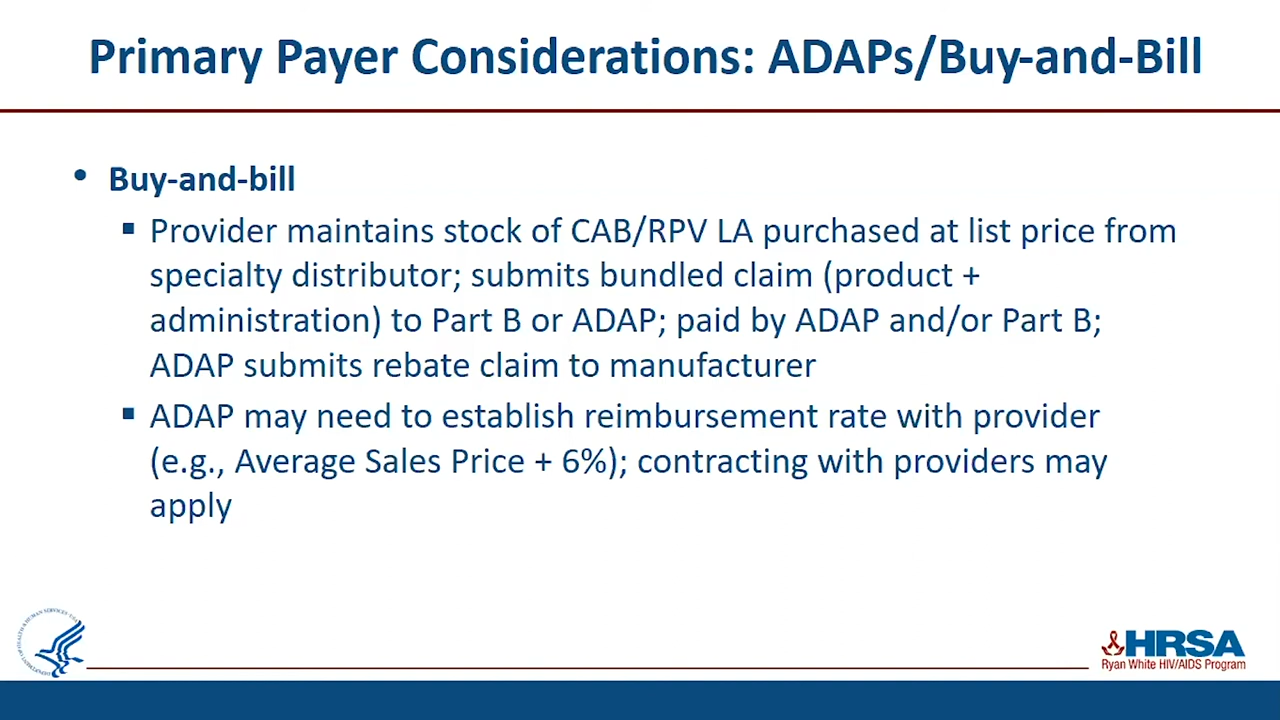 Primary Payer Considerations: ADAPs/Buy-and-Bill
• Buy-and-bill
▪ Provider maintains stock of CAB/RPV LA purchased at list price from
specialty distributor; submits bundled claim (product +
administration) to Part B or ADAP; paid by ADAP and/or Part B;
ADAP submits rebate claim to manufacturer
▪ ADAP may need to establish reimbursement rate with provider
(e.g., Average Sales Price + 6%); contracting with providers may
apply
HRSA
Ryan White HIV/AIDS Program